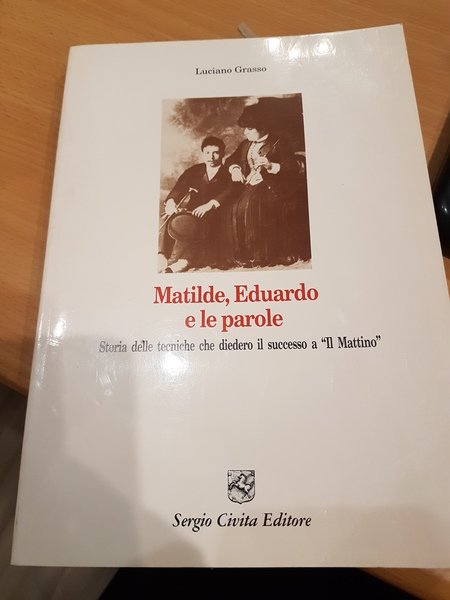 Luciano Grasso
Matilde, Eduardo
e le parole
Storia delle tecniche che diedero il successo a “Il Mattino”
Sergio Civita Editore